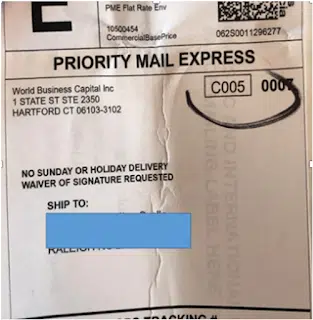 E
PME Flat Rate Env
10500454
CommercialBasePrice
062S0011296277
PRIORITY MAIL EXPRESS
World Business Capital Inc
1 STATE ST STE 2350
HARTFORD CT 06103-3102
C005
0007
NO SUNDAY OR HOLIDAY DELIVERY
WAIVER OF SIGNATURE REQUESTED
SHIP TO:
RALEIGH
TRACKING #